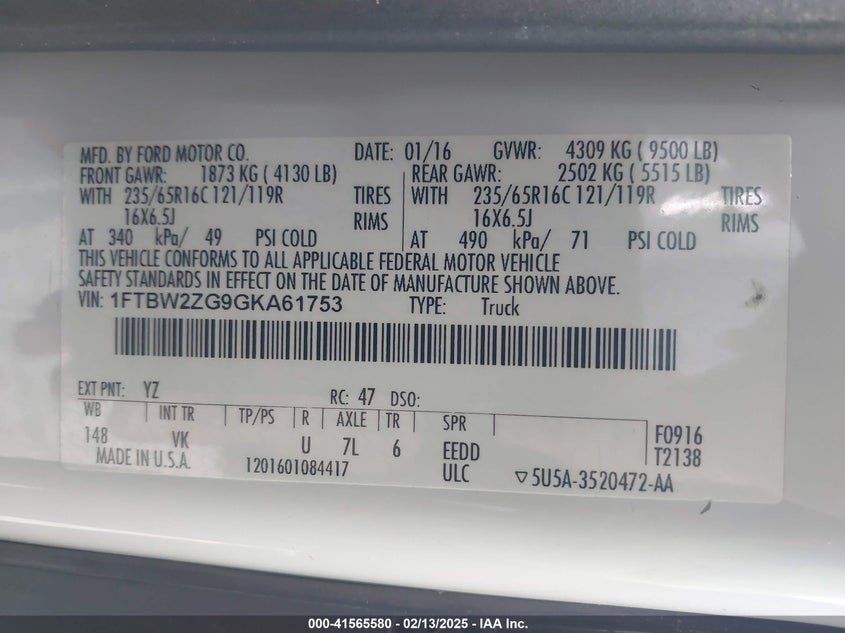 MFD. BY FORD MOTOR CO. DATE: 01/16 GVWR: 4309 KG ( 9500 LB)
FRONT GAWR: 1873 KG ( 4130 LB) REAR GAWR: 2502 KG ( 5515 LB)
WITH 235/65R16C 121/119R TIRES WITH 235/65R16C 121/119R TIRES
16X6.5J RIMS 16X6.5J RIMS
AT 340 kPa/ 49 PSI COLD AT 490 kPa/ 71 PSI COLD
THIS VEHICLE CONFORMS TO ALL APPLICABLE FEDERAL MOTOR VEHICLE
SAFETY STANDARDS IN EFFECT ON THE DATE OF MANUFACTURE SHOWN ABOVE.
VIN: 1FTBW2ZG9GKA61753 TYPE: Truck
EXT PNT: YZ RC: 47 DSO:
WB INT TR TP/PS R AXLE TR SPR
148 VK U 7L 6 EEDD F0916
MADE IN U.S.A. 1201601084417 ULC T2138
▽ 5U5A-3520472-AA
000-41565580 - 02/13/2025 - IAA Inc.